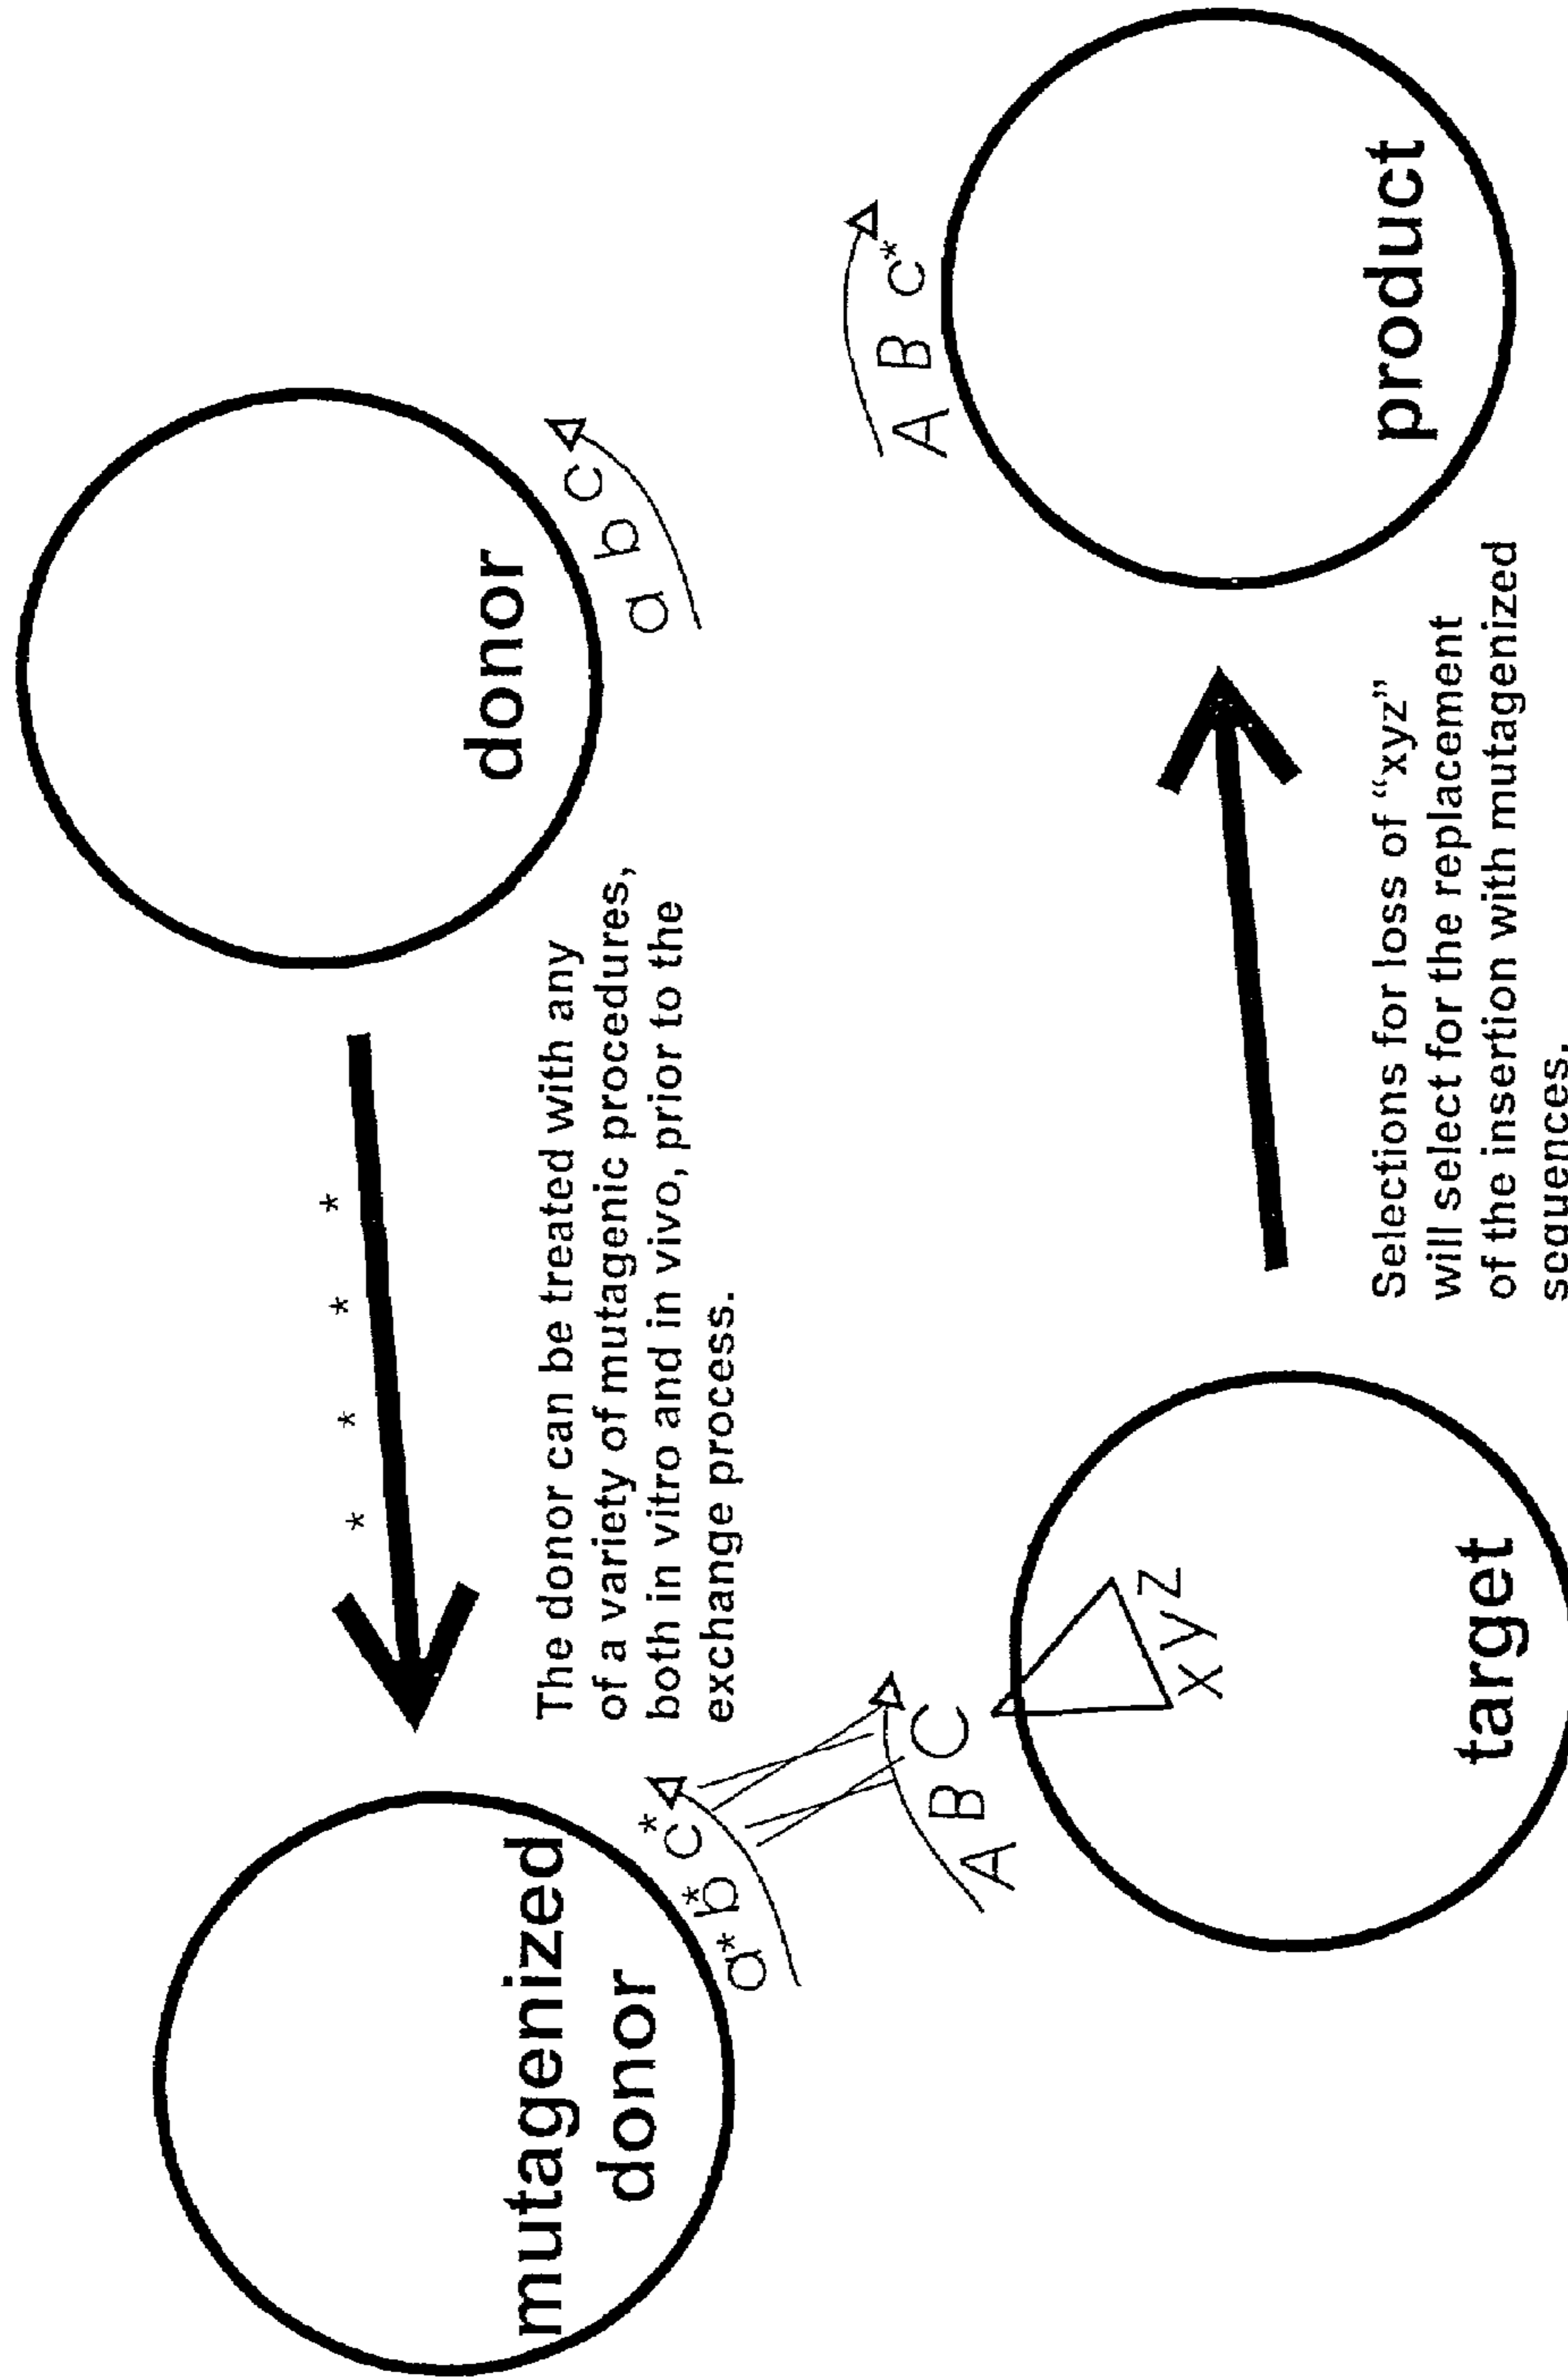 donor
a b c
* * * *
The donor can be treated with any
of a variety of mutagenic procedures,
both in vitro and in vivo, prior to the
exchange process.
mutagenized
donor
a* b* c*
A B C
xyz
target
Selections for loss of “xyz”
will select for the replacement
of the insertion with mutagenized
sequences.
A B c*
product